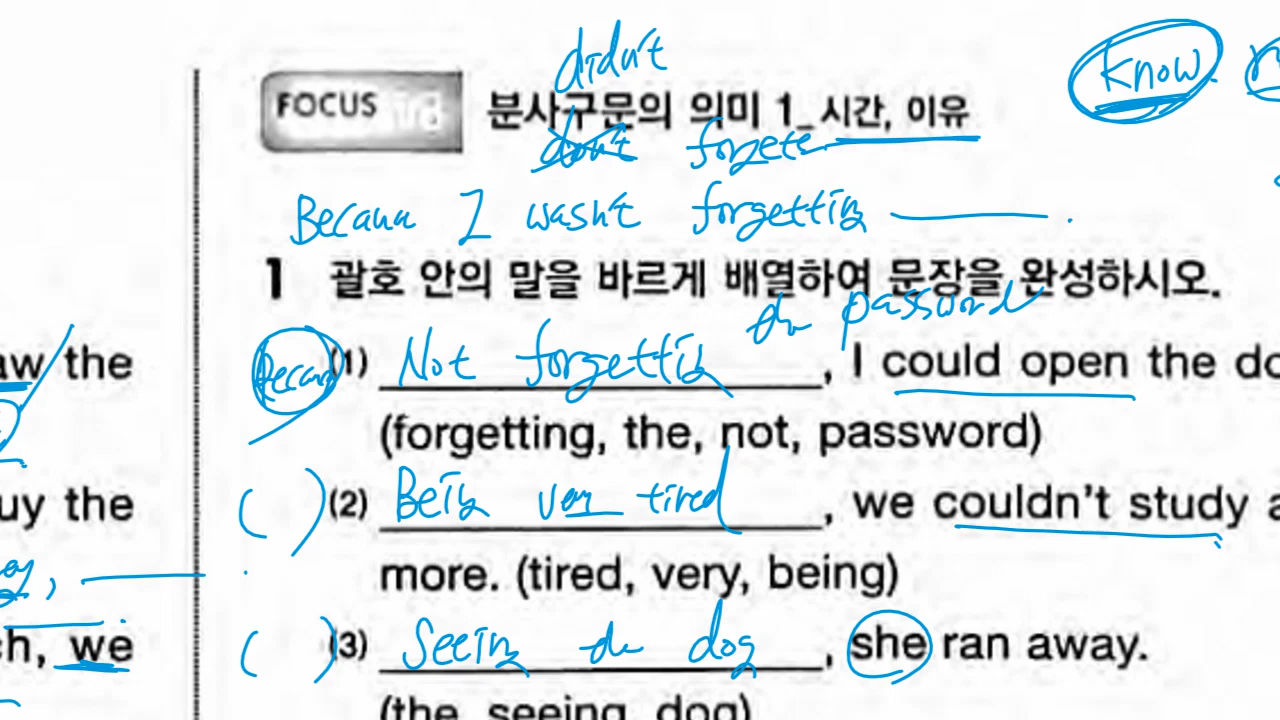 didn't
know.
FOCUS
분사구문의 의미 1_ 시간, 이유
don't forgete
I wasn't forgetting
1 괄호 안의 말을 바르게 배열하여 문장을 완성하시오.
password
aw the
(1) Not forgetting, I could open the do
(forgetting, the, not, password)
uy the
( ) (2) Being very tired, we couldn't study a
more. (tired, very, being)
ch, we
( ) (3) Seeing the dog, she ran away.
(the, seeing, dog)